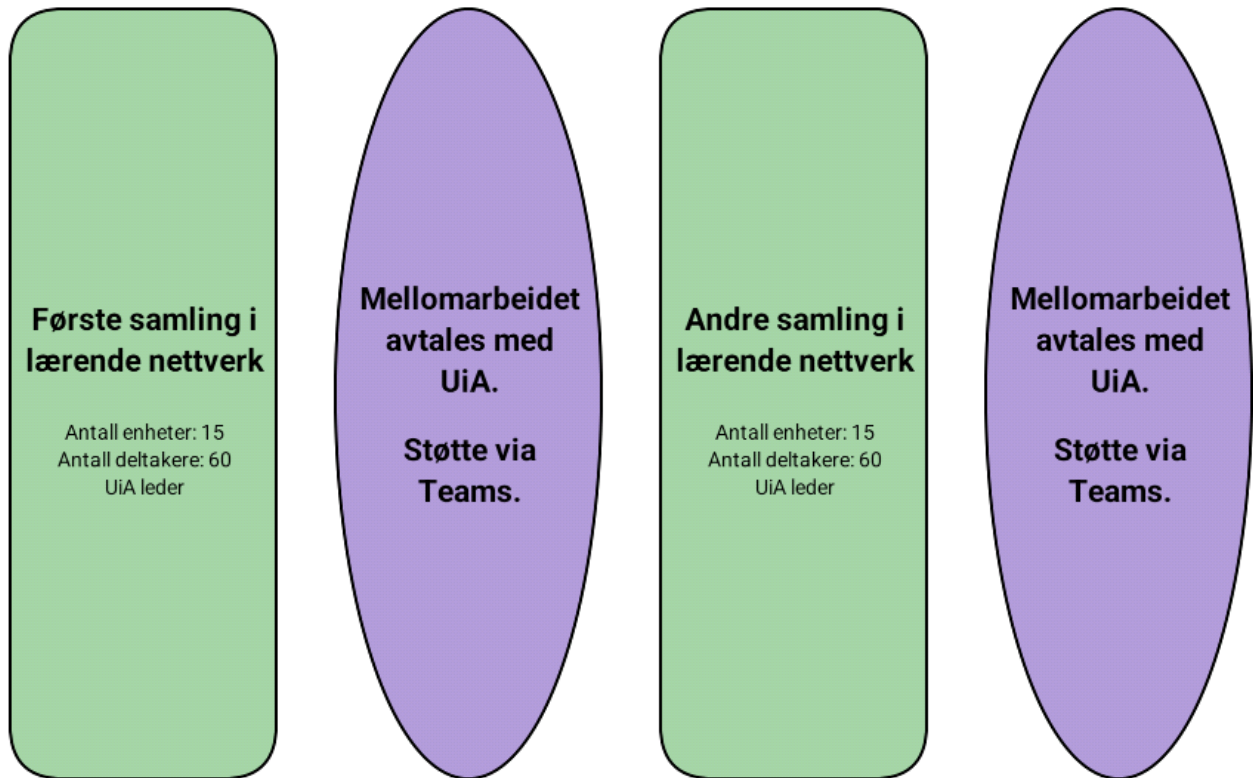 Første samling i
lærende nettverk
Antall enheter: 15
Antall deltakere: 60
UiA leder
Mellomarbeidet
avtales med
UiA.
Støtte via
Teams.
Andre samling i
lærende nettverk
Antall enheter: 15
Antall deltakere: 60
UiA leder
Mellomarbeidet
avtales med
UiA.
Støtte via
Teams.